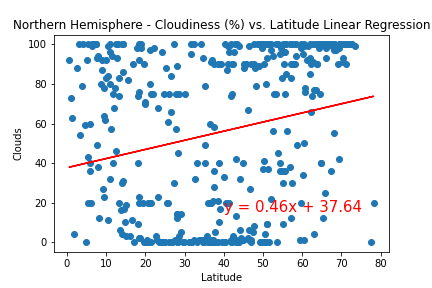 Northern Hemisphere - Cloudiness (%) vs. Latitude Linear Regression
100
80
60
40
20
0
Clouds
y = 0.46x + 37.64
0 10 20 30 40 50 60 70 80
Latitude